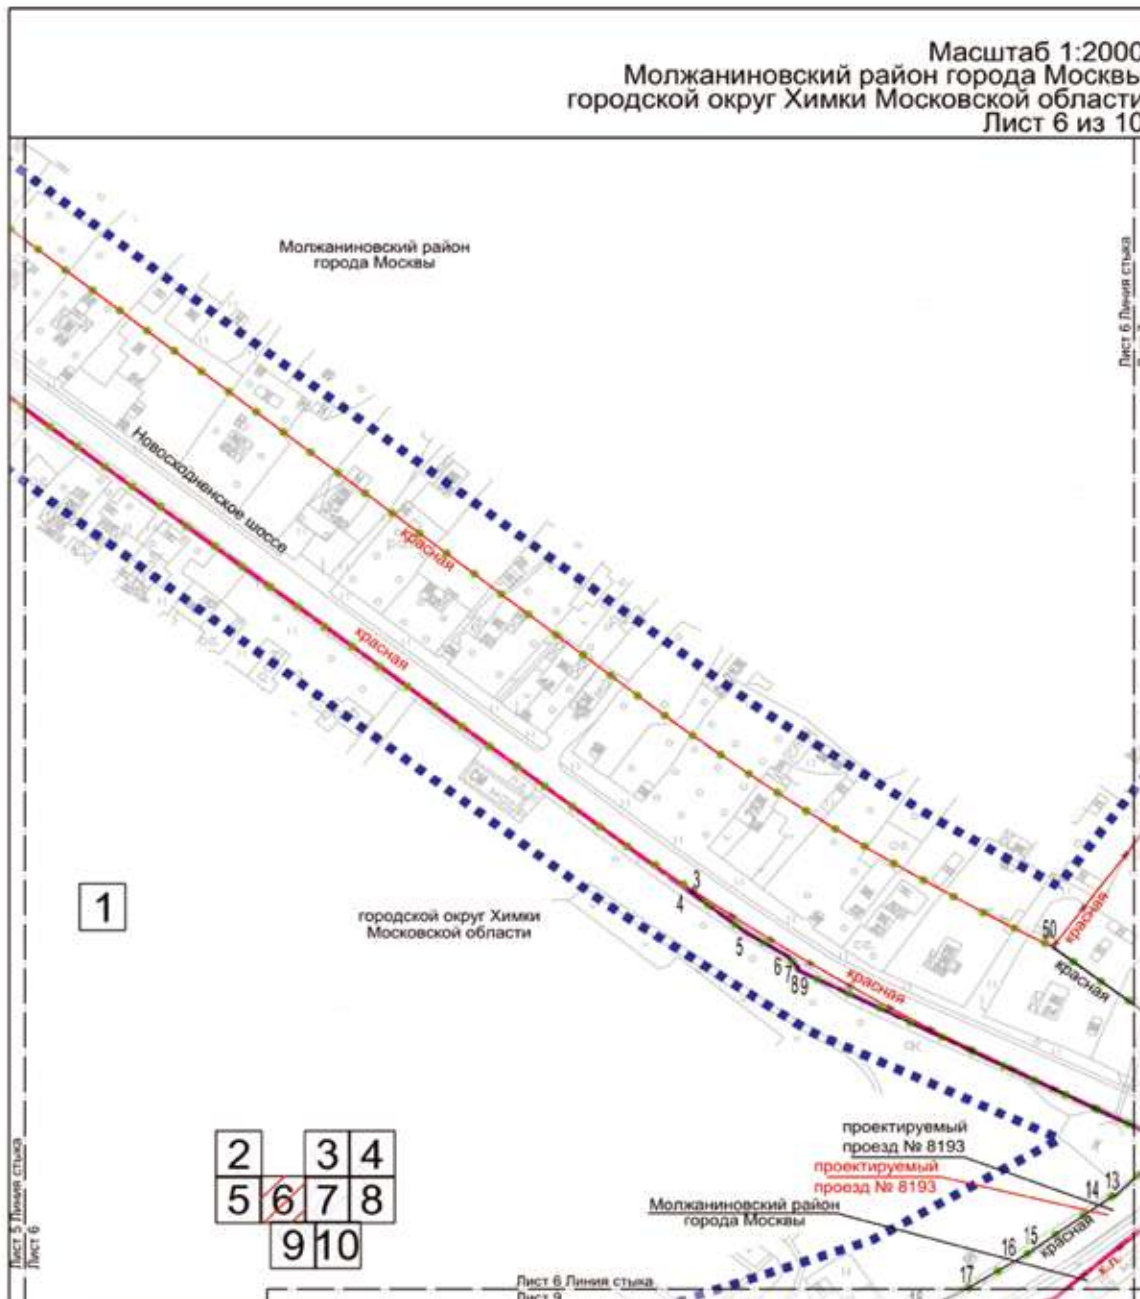 Масштаб 1:2000
Молжаниновский район города Москвы
городской округ Химки Московской области
Лист 6 из 10
Молжаниновский район
города Москвы
Лист 6 Линия стыка
Новосходненское шоссе
красная
красная
СМ
3
4
5
6
7
8
9
красная
50
красная
красная
1
городской округ Химки
Московской области
проектируемый
проезд № 8193
проектируемый
проезд № 8193
Молжаниновский район
города Москвы
13
14
15
16
17
красная
к.п.
2
3
4
5
6
7
8
9
10
Лист 5 Линия стыка
Лист 6
Лист 6 Линия стыка
Лист 9